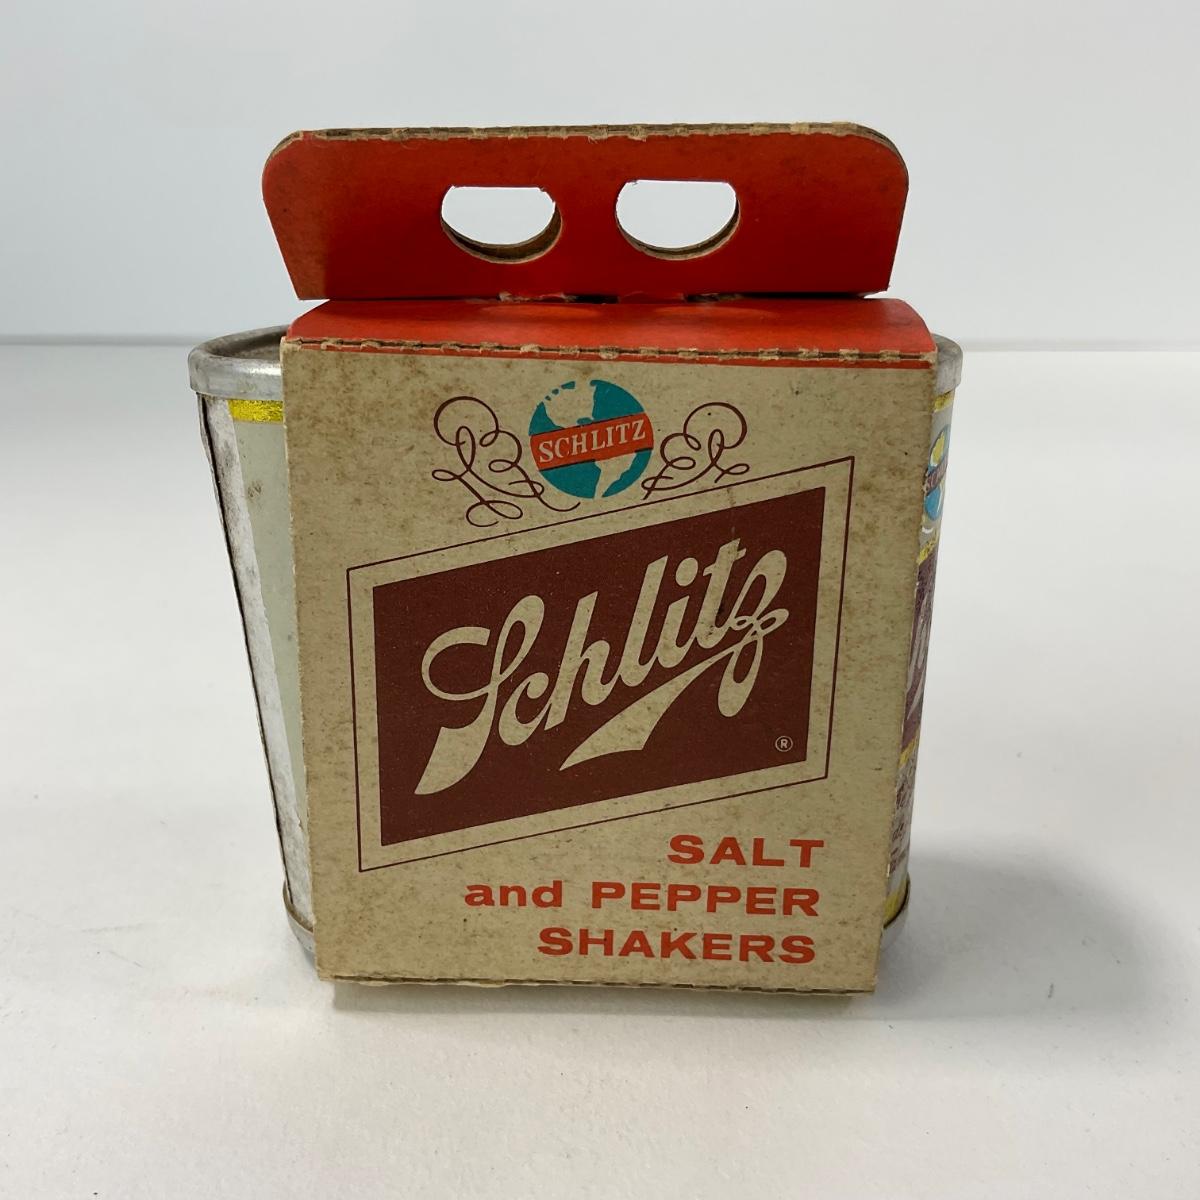 SCHLITZ
Schlitz
®
SALT
and PEPPER
SHAKERS